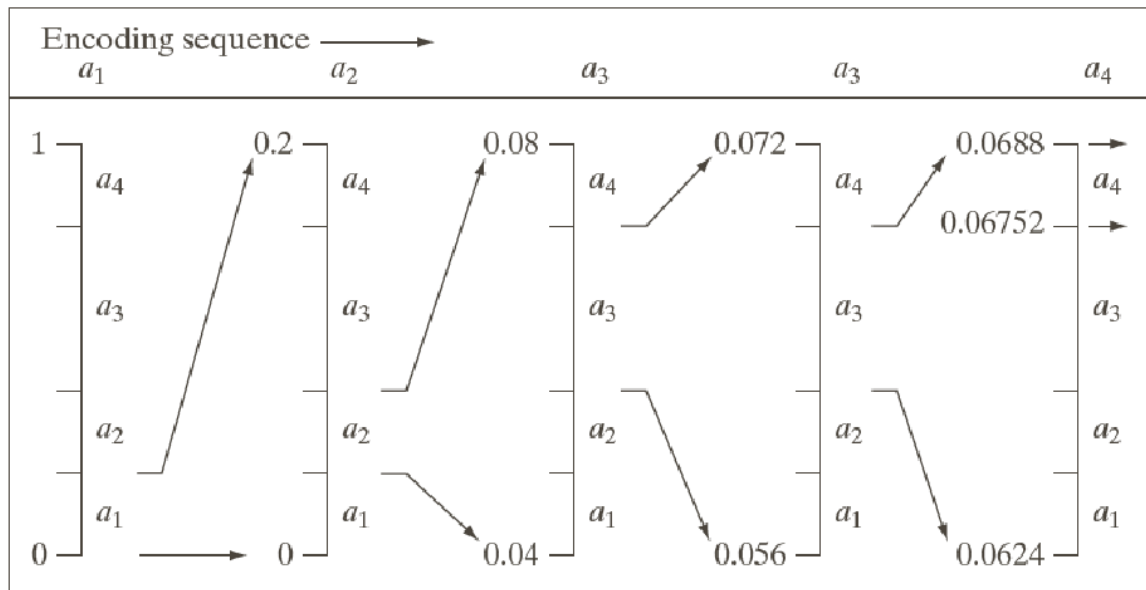 Encoding sequence
a1 a2 a3 a3 a4
1 0.2 0.08 0.072 0.0688
a4 a4 a4 a4 a4
0.06752
a3 a3 a3 a3 a3
a2 a2 a2 a2 a2
a1 a1 a1 a1 a1
0 0 0.04 0.056 0.0624